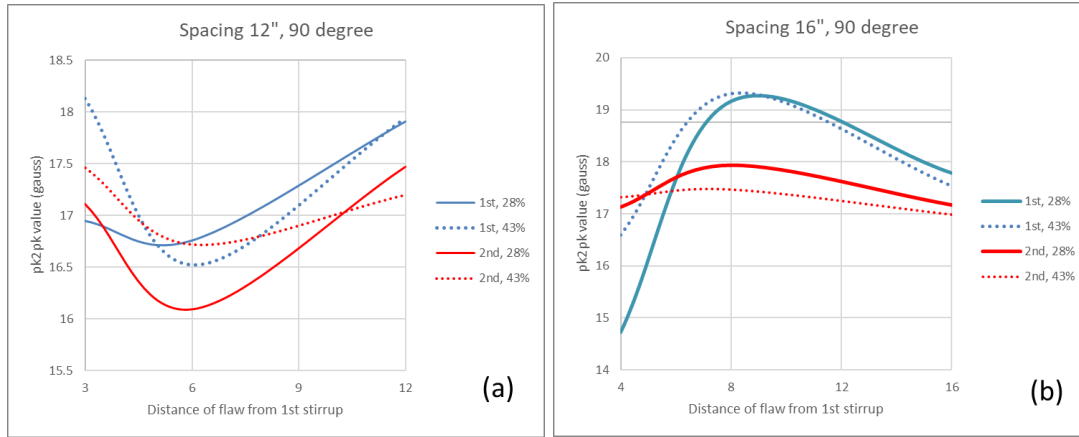 Spacing 12", 90 degree
18.5
18
17.5
17
16.5
16
15.5
pk2pk value (gauss)
3
6
9
12
Distance of flaw from 1st stirrup
1st, 28%
1st, 43%
2nd, 28%
2nd, 43%
(a)
Spacing 16", 90 degree
20
19
18
17
16
15
14
pk2pk value (gauss)
4
8
12
16
Distance of flaw from 1st stirrup
1st, 28%
1st, 43%
2nd, 28%
2nd, 43%
(b)